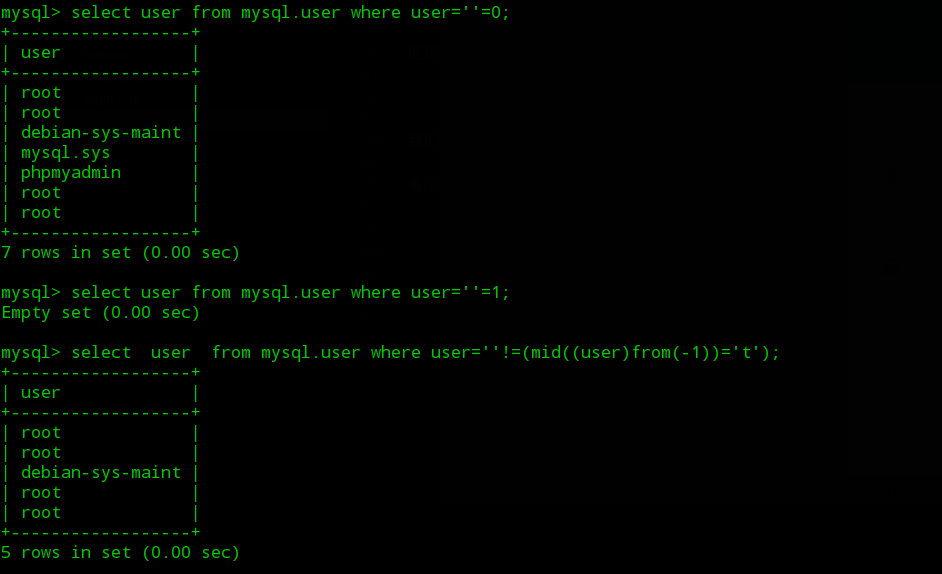 mysql> select user from mysql.user where user=''=0;
+------------------+
| user             |
+------------------+
| root             |
| root             |
| debian-sys-maint |
| mysql.sys        |
| phpmyadmin       |
| root             |
| root             |
+------------------+
7 rows in set (0.00 sec)

mysql> select user from mysql.user where user=''=1;
Empty set (0.00 sec)

mysql> select  user  from mysql.user where user=''!=(mid((user)from(-1))='t');
+------------------+
| user             |
+------------------+
| root             |
| root             |
| debian-sys-maint |
| root             |
| root             |
+------------------+
5 rows in set (0.00 sec)